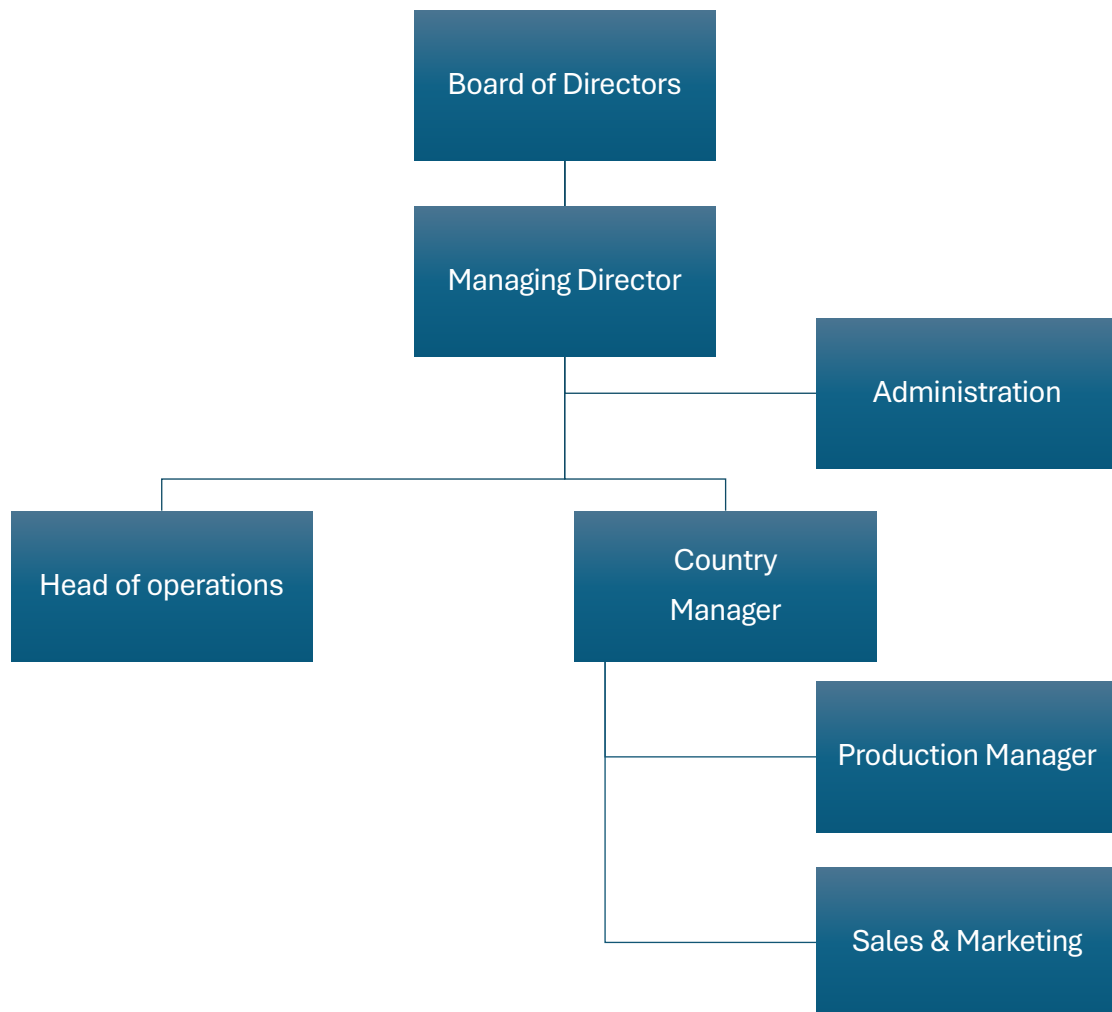 Board of Directors
Managing Director
Administration
Head of operations
Country
Manager
Production Manager
Sales & Marketing